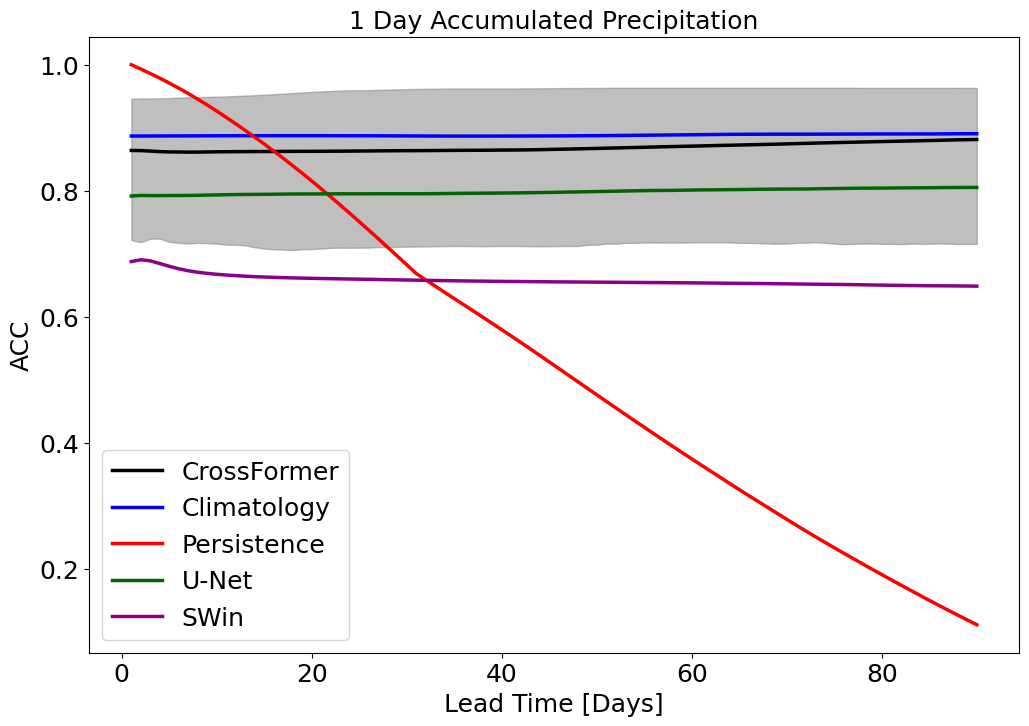 1 Day Accumulated Precipitation
1.0
0.8
0.6
0.4
0.2
ACC
CrossFormer
Climatology
Persistence
U-Net
SWin
0 20 40 60 80
Lead Time [Days]